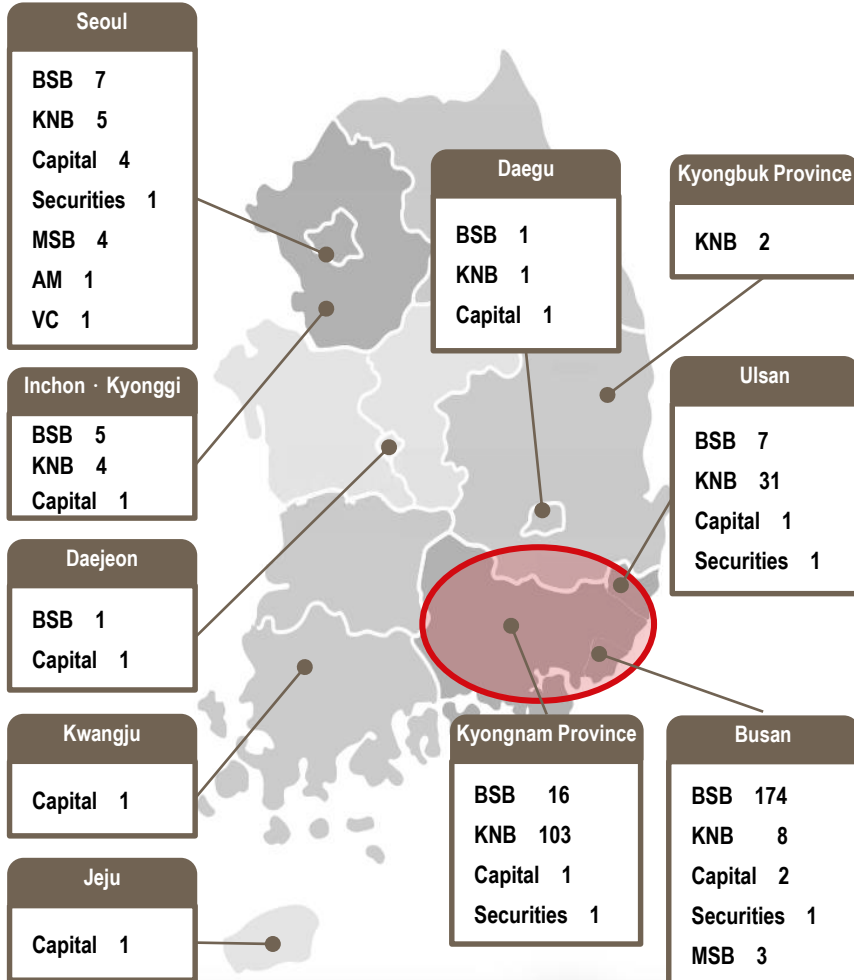 Seoul
BSB 7
KNB 5
Capital 4
Securities 1
MSB 4
AM 1
VC 1
Inchon · Kyonggi
BSB 5
KNB 4
Capital 1
Daejeon
BSB 1
Capital 1
Kwangju
Capital 1
Jeju
Capital 1
Daegu
BSB 1
KNB 1
Capital 1
Kyongbuk Province
KNB 2
Ulsan
BSB 7
KNB 31
Capital 1
Securities 1
Kyongnam Province
BSB 16
KNB 103
Capital 1
Securities 1
Busan
BSB 174
KNB 8
Capital 2
Securities 1
MSB 3